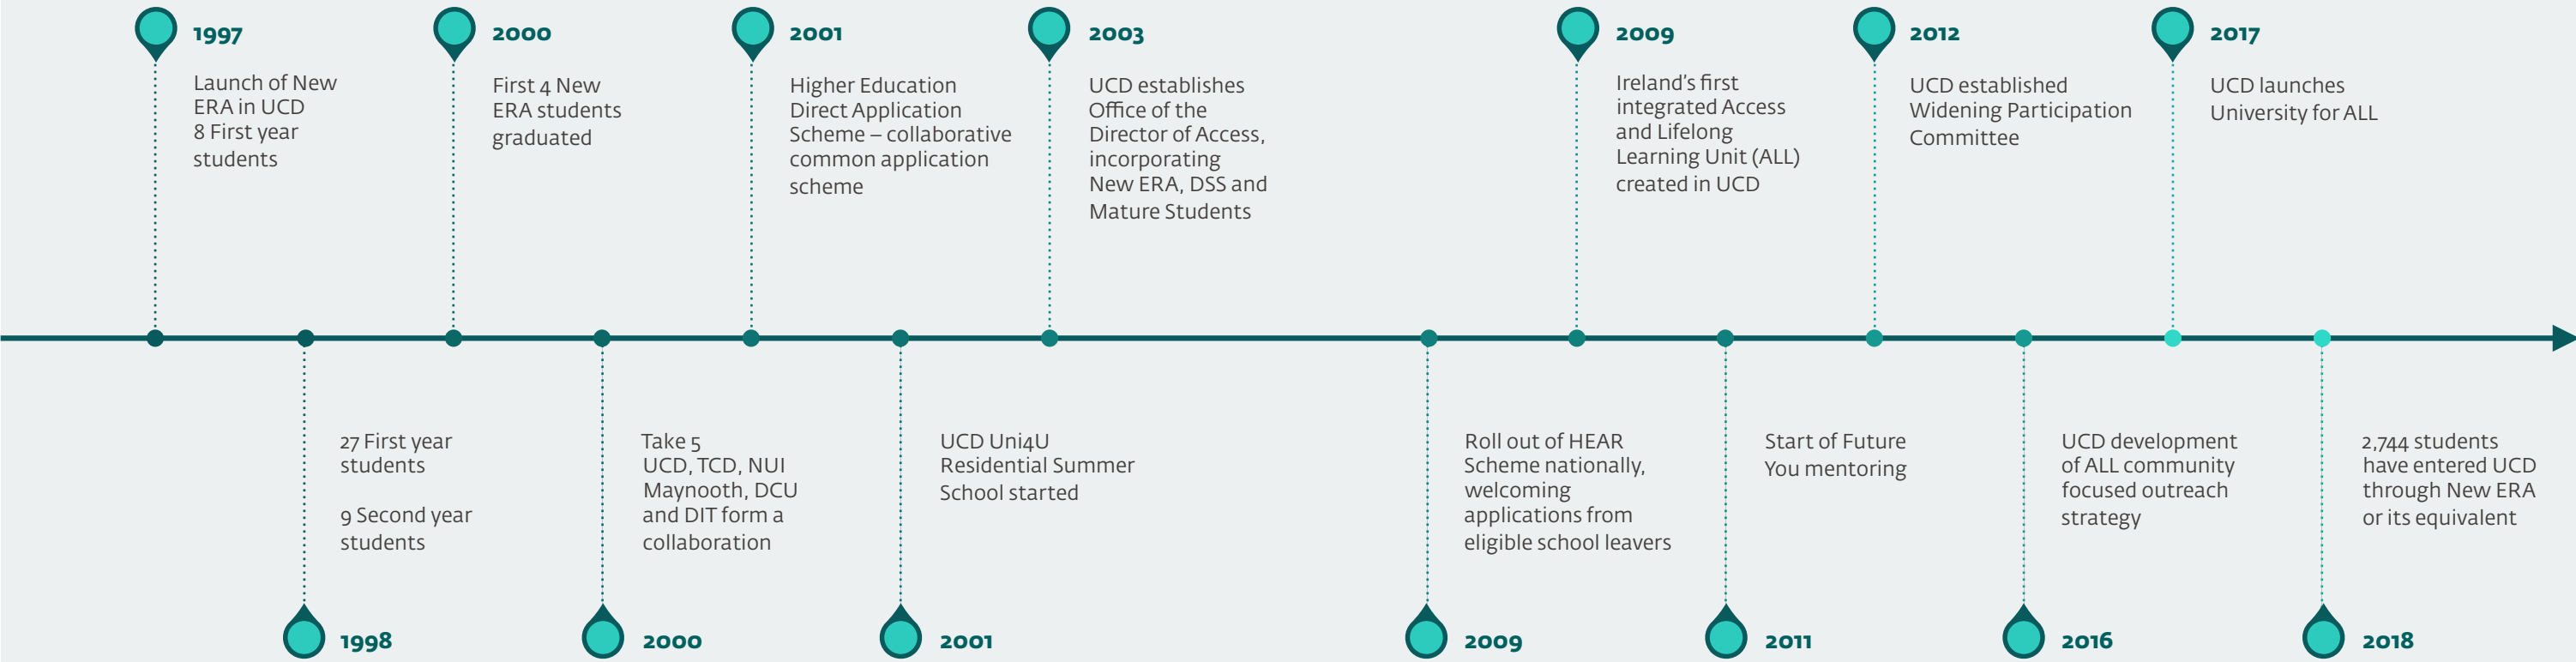 1997
Launch of New
ERA in UCD
8 First year
students
2000
First 4 New
ERA students
graduated
2001
Higher Education
Direct Application
Scheme – collaborative
common application
scheme
2003
UCD establishes
Office of the
Director of Access,
incorporating
New ERA, DSS and
Mature Students
2009
Ireland's first
integrated Access
and Lifelong
Learning Unit (ALL)
created in UCD
2012
UCD established
Widening Participation
Committee
2017
UCD launches
University for ALL
27 First year
students
9 Second year
students
1998
Take 5
UCD, TCD, NUI
Maynooth, DCU
and DIT form a
collaboration
2000
UCD Uni4U
Residential Summer
School started
2001
Roll out of HEAR
Scheme nationally,
welcoming
applications from
eligible school leavers
2009
Start of Future
You mentoring
2011
UCD development
of ALL community
focused outreach
strategy
2016
2,744 students
have entered UCD
through New ERA
or its equivalent
2018